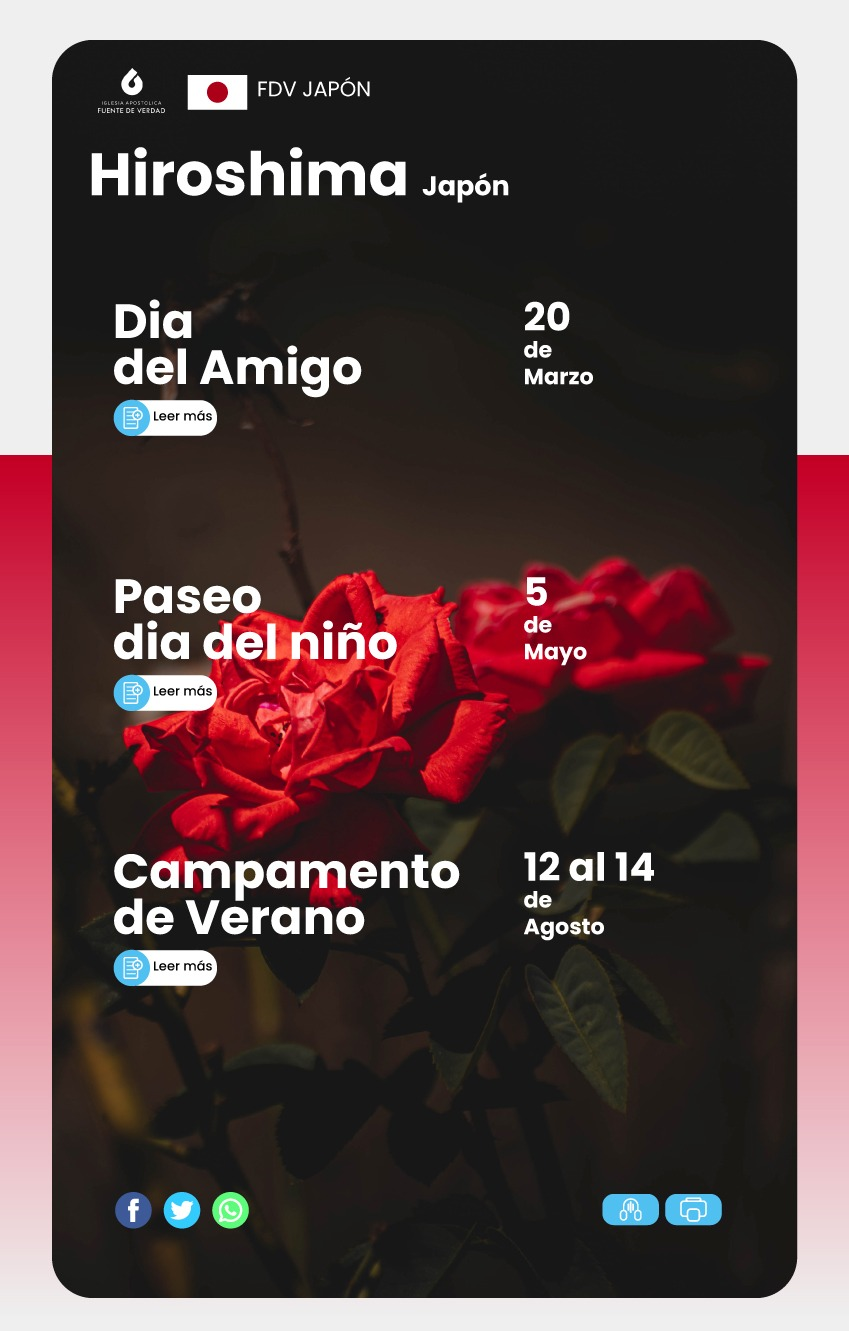 IGLESIA APOSTOLICA
FUENTE DE VERDAD
FDV JAPÓN
Hiroshima Japón
Dia
del Amigo
Leer más
20
de
Marzo
Paseo
dia del niño
Leer más
5
de
Mayo
Campamento
de Verano
Leer más
12 al 14
de
Agosto